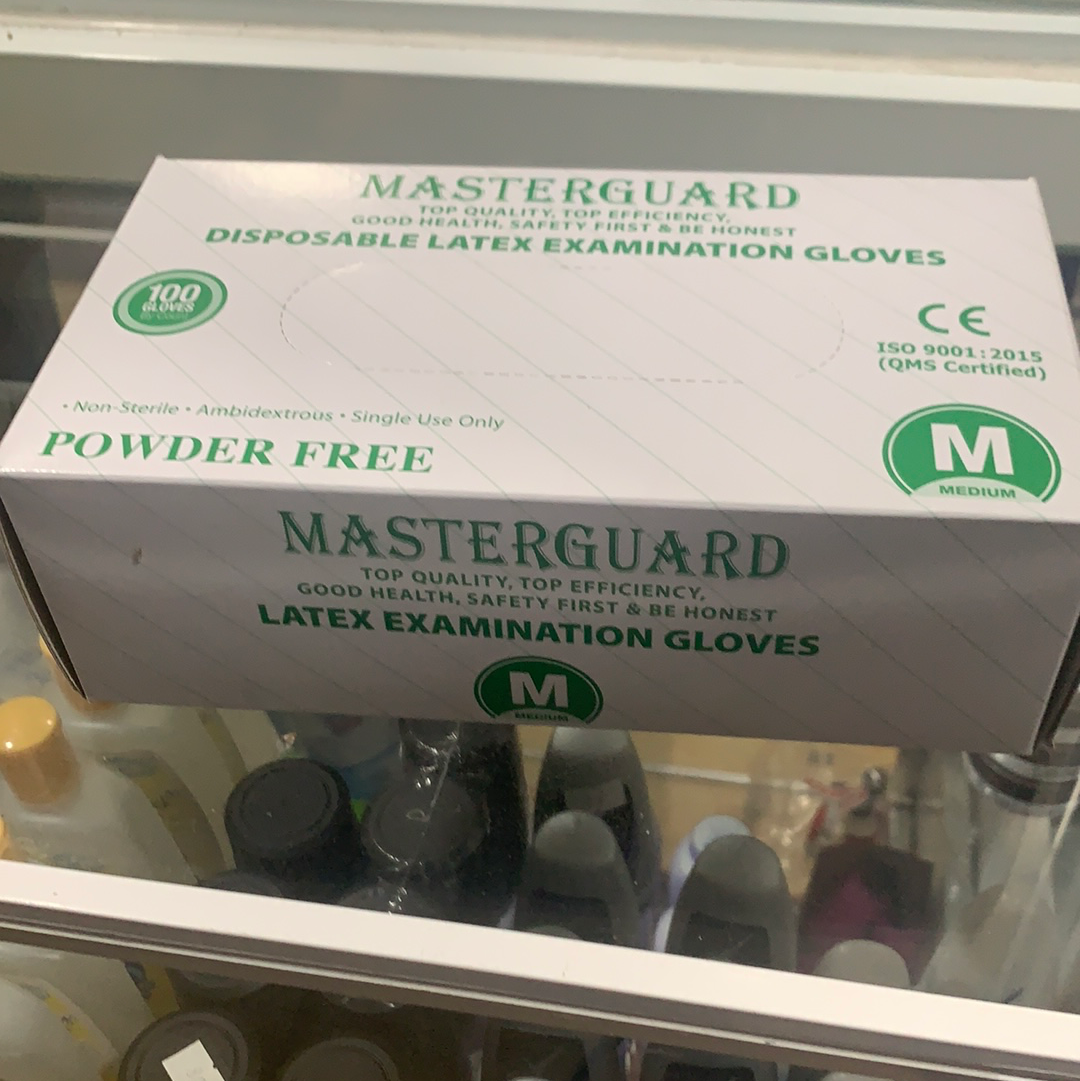 MASTERGUARD
TOP QUALITY, TOP EFFICIENCY,
GOOD HEALTH, SAFETY FIRST & BE HONEST
DISPOSABLE LATEX EXAMINATION GLOVES
100
GLOVES
By Count
CE
ISO 9001:2015
(QMS Certified)
• Non-Sterile • Ambidextrous • Single Use Only
POWDER FREE
M
MEDIUM
MASTERGUARD
TOP QUALITY, TOP EFFICIENCY,
GOOD HEALTH, SAFETY FIRST & BE HONEST
LATEX EXAMINATION GLOVES
M
MEDIUM